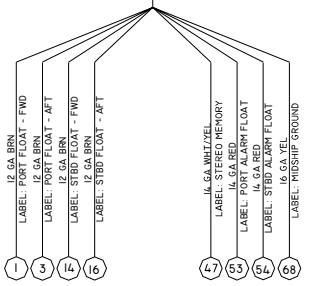 12 GA BRN
LABEL: PORT FLOAT - FWD
12 GA BRN
LABEL: PORT FLOAT - AFT
12 GA BRN
LABEL: STBD FLOAT - FWD
12 GA BRN
LABEL: STBD FLOAT - AFT
14 GA WHT/YEL
LABEL: STEREO MEMORY
14 GA RED
LABEL: PORT ALARM FLOAT
14 GA RED
LABEL: STBD ALARM FLOAT
16 GA YEL
LABEL: MIDSHIP GROUND
1
3
14
16
47
53
54
68